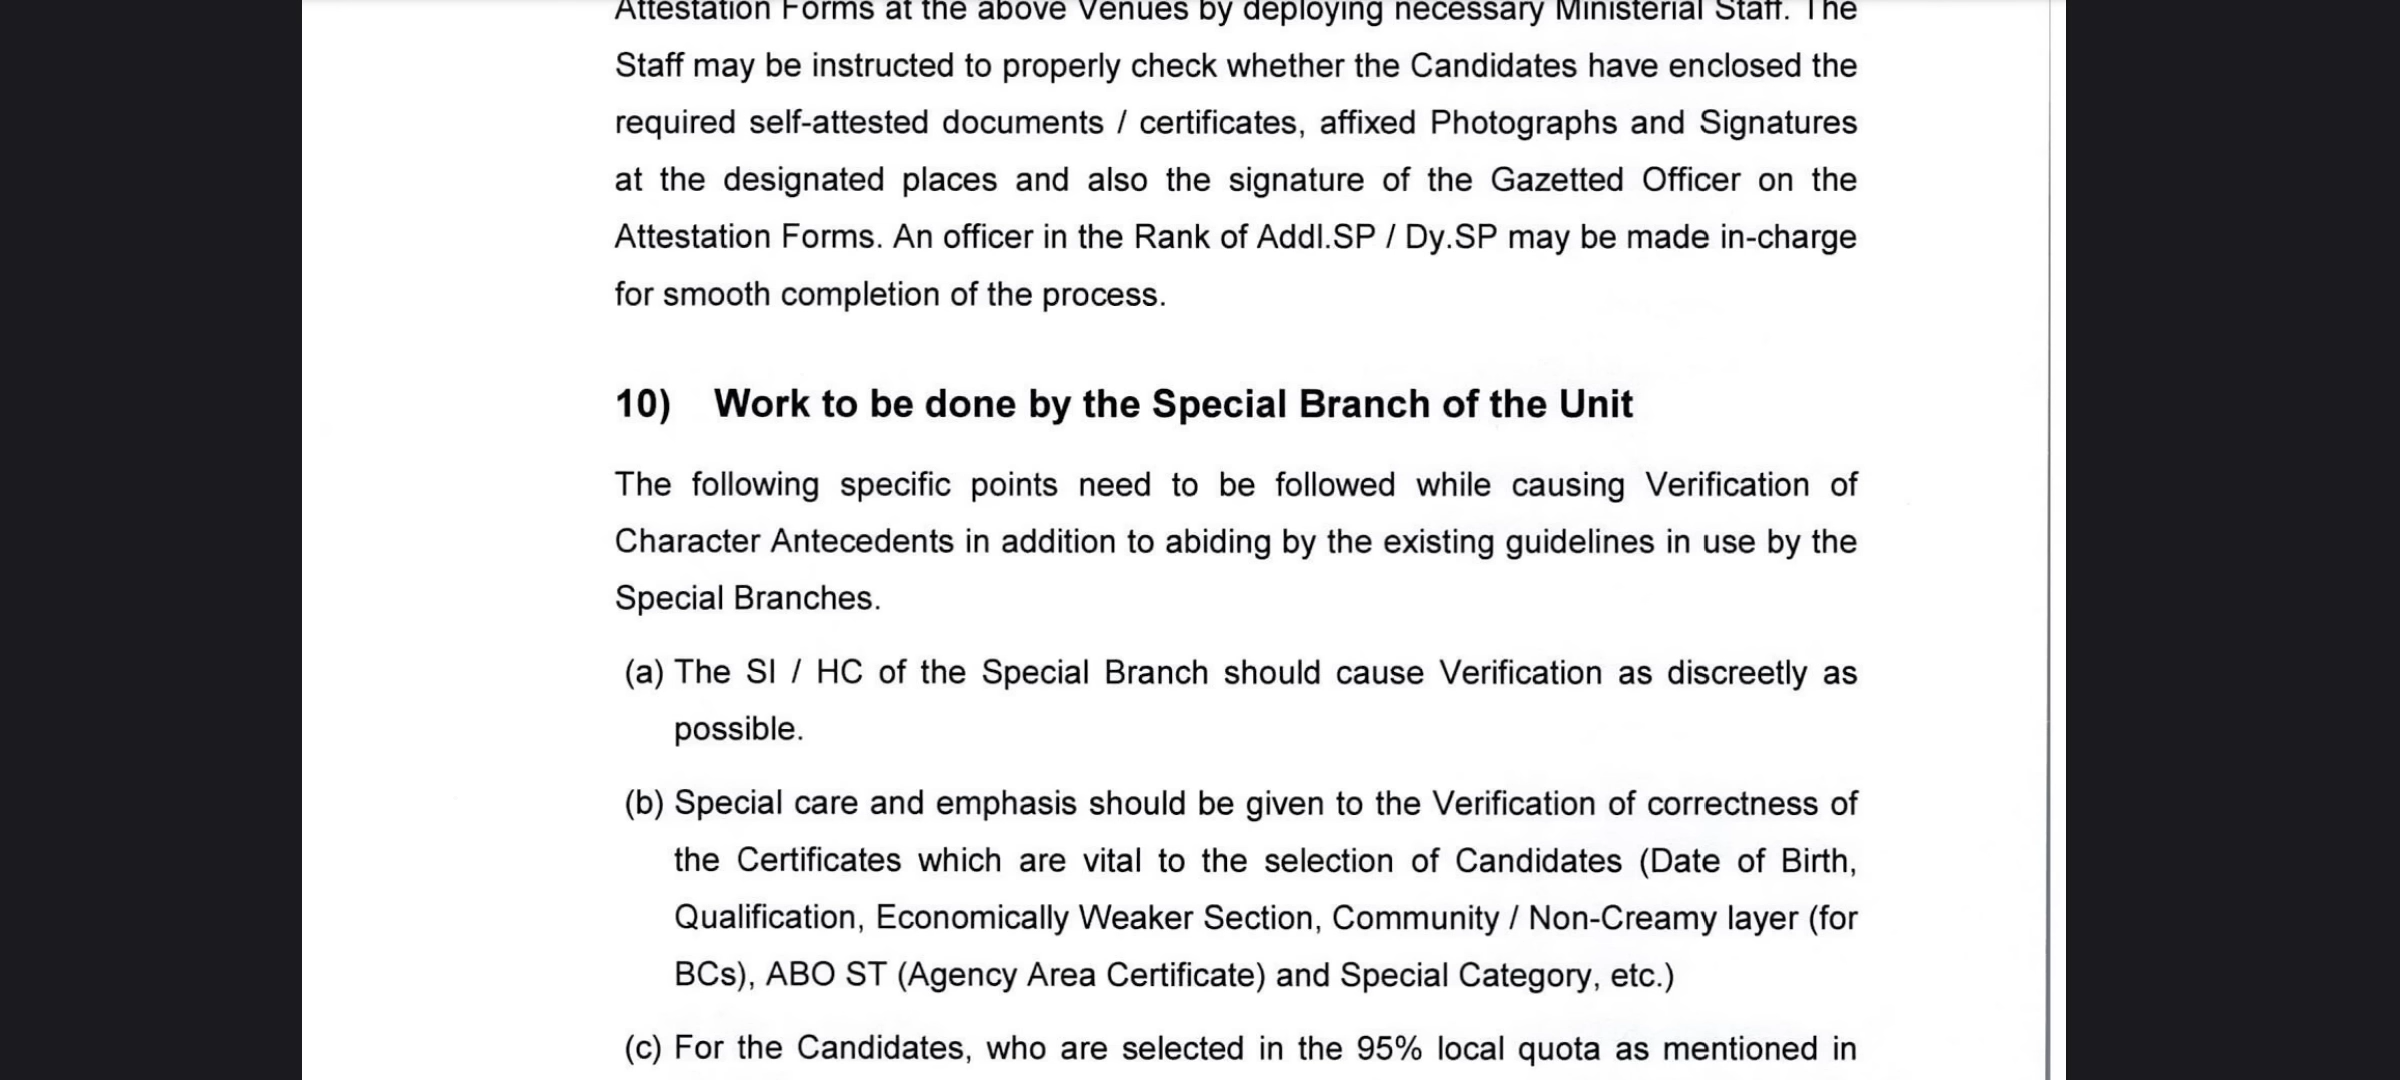 Attestation Forms at the above Venues by deploying necessary Ministerial Staff. The
Staff may be instructed to properly check whether the Candidates have enclosed the
required self-attested documents / certificates, affixed Photographs and Signatures
at the designated places and also the signature of the Gazetted Officer on the
Attestation Forms. An officer in the Rank of Addl.SP / Dy.SP may be made in-charge
for smooth completion of the process.
10) Work to be done by the Special Branch of the Unit
The following specific points need to be followed while causing Verification of
Character Antecedents in addition to abiding by the existing guidelines in use by the
Special Branches.
(a) The SI / HC of the Special Branch should cause Verification as discreetly as
possible.
(b) Special care and emphasis should be given to the Verification of correctness of
the Certificates which are vital to the selection of Candidates (Date of Birth,
Qualification, Economically Weaker Section, Community / Non-Creamy layer (for
BCs), ABO ST (Agency Area Certificate) and Special Category, etc.)
(c) For the Candidates, who are selected in the 95% local quota as mentioned in